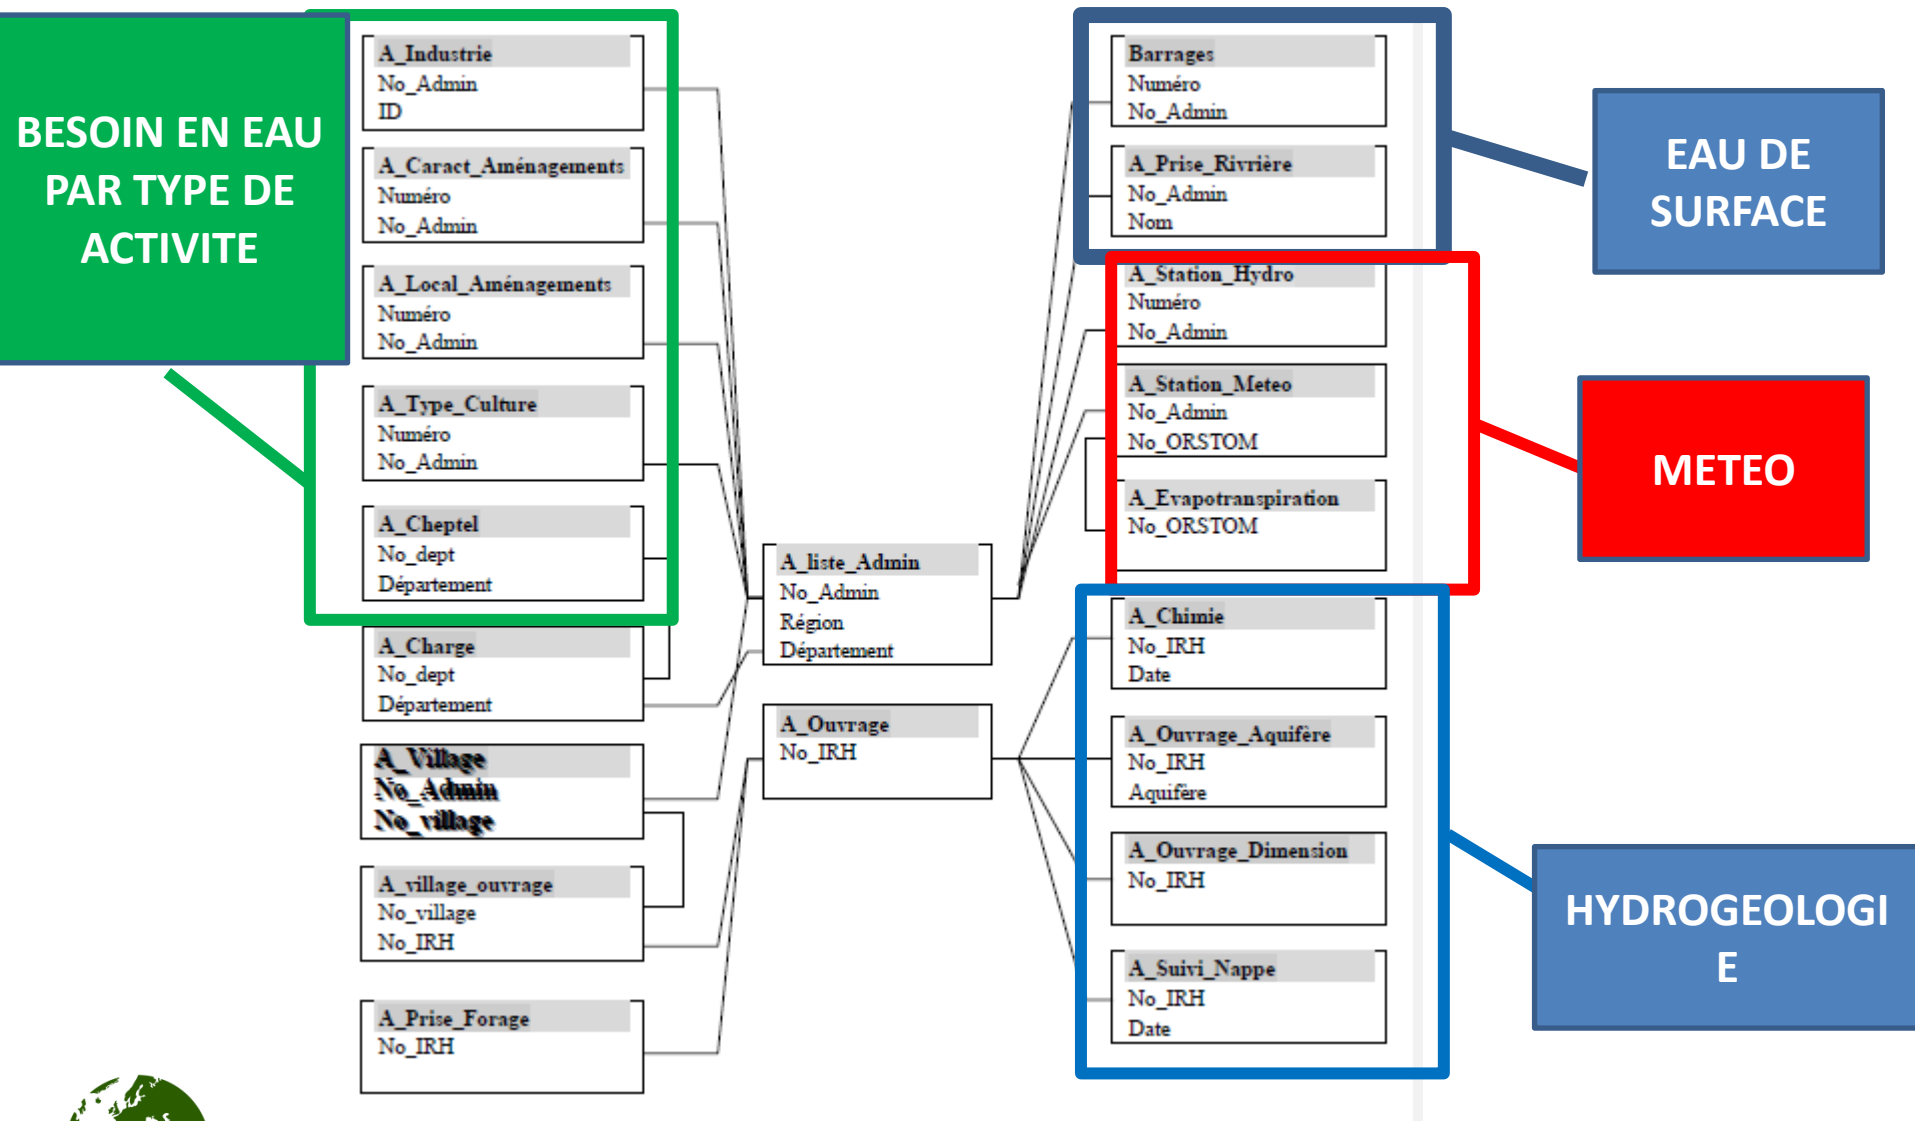 BESOIN EN EAU
PAR TYPE DE
ACTIVITE
A_Industrie
No_Admin
ID
A_Caract_Aménagements
Numéro
No_Admin
A_Local_Aménagements
Numéro
No_Admin
A_Type_Culture
Numéro
No_Admin
A_Cheptel
No_dept
Département
A_Charge
No_dept
Département
A_Village
No_Admin
No_village
A_village_ouvrage
No_village
No_IRH
A_Prise_Forage
No_IRH
A_liste_Admin
No_Admin
Région
Département
A_Ouvrage
No_IRH
Barrages
Numéro
No_Admin
A_Prise_Rivrière
No_Admin
Nom
A_Station_Hydro
Numéro
No_Admin
A_Station_Meteo
No_Admin
No_ORSTOM
A_Evapotranspiration
No_ORSTOM
A_Chimie
No_IRH
Date
A_Ouvrage_Aquifère
No_IRH
Aquifère
A_Ouvrage_Dimension
No_IRH
A_Suivi_Nappe
No_IRH
Date
EAU DE
SURFACE
METEO
HYDROGEOLOGI
E